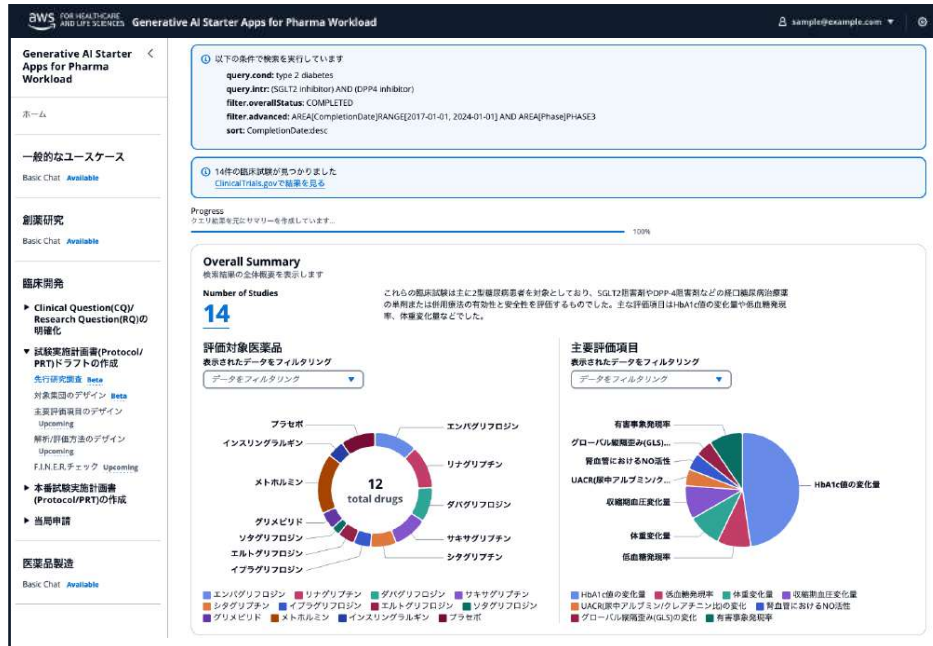 aws FOR HEALTHCARE AND LIFE SCIENCES Generative AI Starter Apps for Pharma Workload
sample@example.com
Generative AI Starter
Apps for Pharma
Workload
ホーム
一般的なユースケース
Basic Chat Available
創薬研究
Basic Chat Available
臨床開発
Clinical Question(CQ)/
Research Question(RQ)の
明確化
試験実施計画書(Protocol/
PRT)ドラフトの作成
先行研究調査 Beta
対象集団のデザイン Beta
主要評価項目のデザイン
Upcoming
解析/評価方法のデザイン
Upcoming
F.I.N.E.R.チェック Upcoming
本番試験実施計画書
(Protocol/PRT)の作成
当局申請
医薬品製造
Basic Chat Available
以下の条件で検索を実行しています
query.cond: type 2 diabetes
query.intr: (SGLT2 inhibitor) AND (DPP4 inhibitor)
filter.overallStatus: COMPLETED
filter.advanced: AREA[CompletionDate]RANGE[2017-01-01, 2024-01-01] AND AREA[Phase]PHASE3
sort: CompletionDate:desc
14件の臨床試験が見つかりました
ClinicalTrials.govで結果を見る
Progress
クエリ結果を元にサマリーを作成しています...
100%
Overall Summary
検索結果の全体概要を表示します
Number of Studies
14
これらの臨床試験は主に2型糖尿病患者を対象としており、SGLT2阻害薬やDPP-4阻害薬などの経口糖尿病治療薬
の単剤または併用療法の有効性と安全性を評価するものでした。主な評価項目はHbA1c値の変化量や低血糖発現
率、体重変化量などでした。
評価対象医薬品
表示されたデータをフィルタリング
データをフィルタリング
プラセボ
インスリングラルギン
メトホルミン
グリメピリド
ソタグリフロジン
エルトグリフロジン
イプラグリフロジン
エンパグリフロジン
リナグリプチン
ダパグリフロジン
サキサグリプチン
シタグリプチン
12
total drugs
エンパグリフロジン リナグリプチン ダパグリフロジン サキサグリプチン
シタグリプチン イプラグリフロジン エルトグリフロジン ソタグリフロジン
グリメピリド メトホルミン インスリングラルギン プラセボ
主要評価項目
表示されたデータをフィルタリング
データをフィルタリング
有害事象発現率
グローバル縦隔歪み(GLS)...
腎血管におけるNO活性
UACR(尿中アルブミン/ク...
収縮期血圧変化量
体重変化量
低血糖発現率
HbA1c値の変化量
HbA1c値の変化量 低血糖発現率 体重変化量 収縮期血圧変化量
UACR(尿中アルブミン/クレアチニン比)の変化 腎血管におけるNO活性
グローバル縦隔歪み(GLS)の変化 有害事象発現率